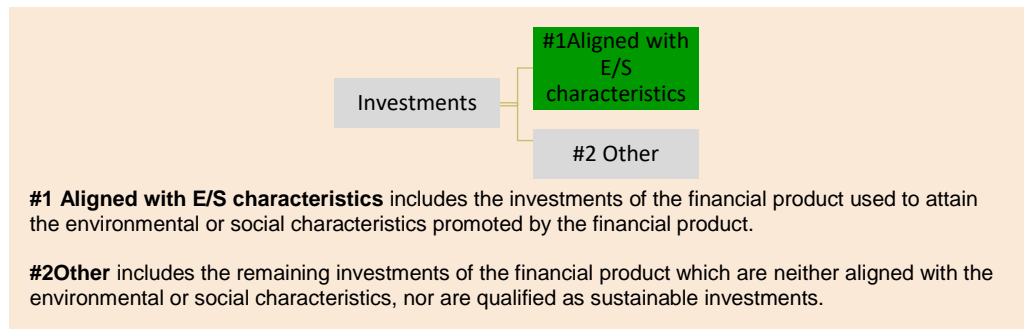 #1Aligned with
E/S
characteristics
Investments
#2 Other
#1 Aligned with E/S characteristics includes the investments of the financial product used to attain
the environmental or social characteristics promoted by the financial product.
#2Other includes the remaining investments of the financial product which are neither aligned with the
environmental or social characteristics, nor are qualified as sustainable investments.